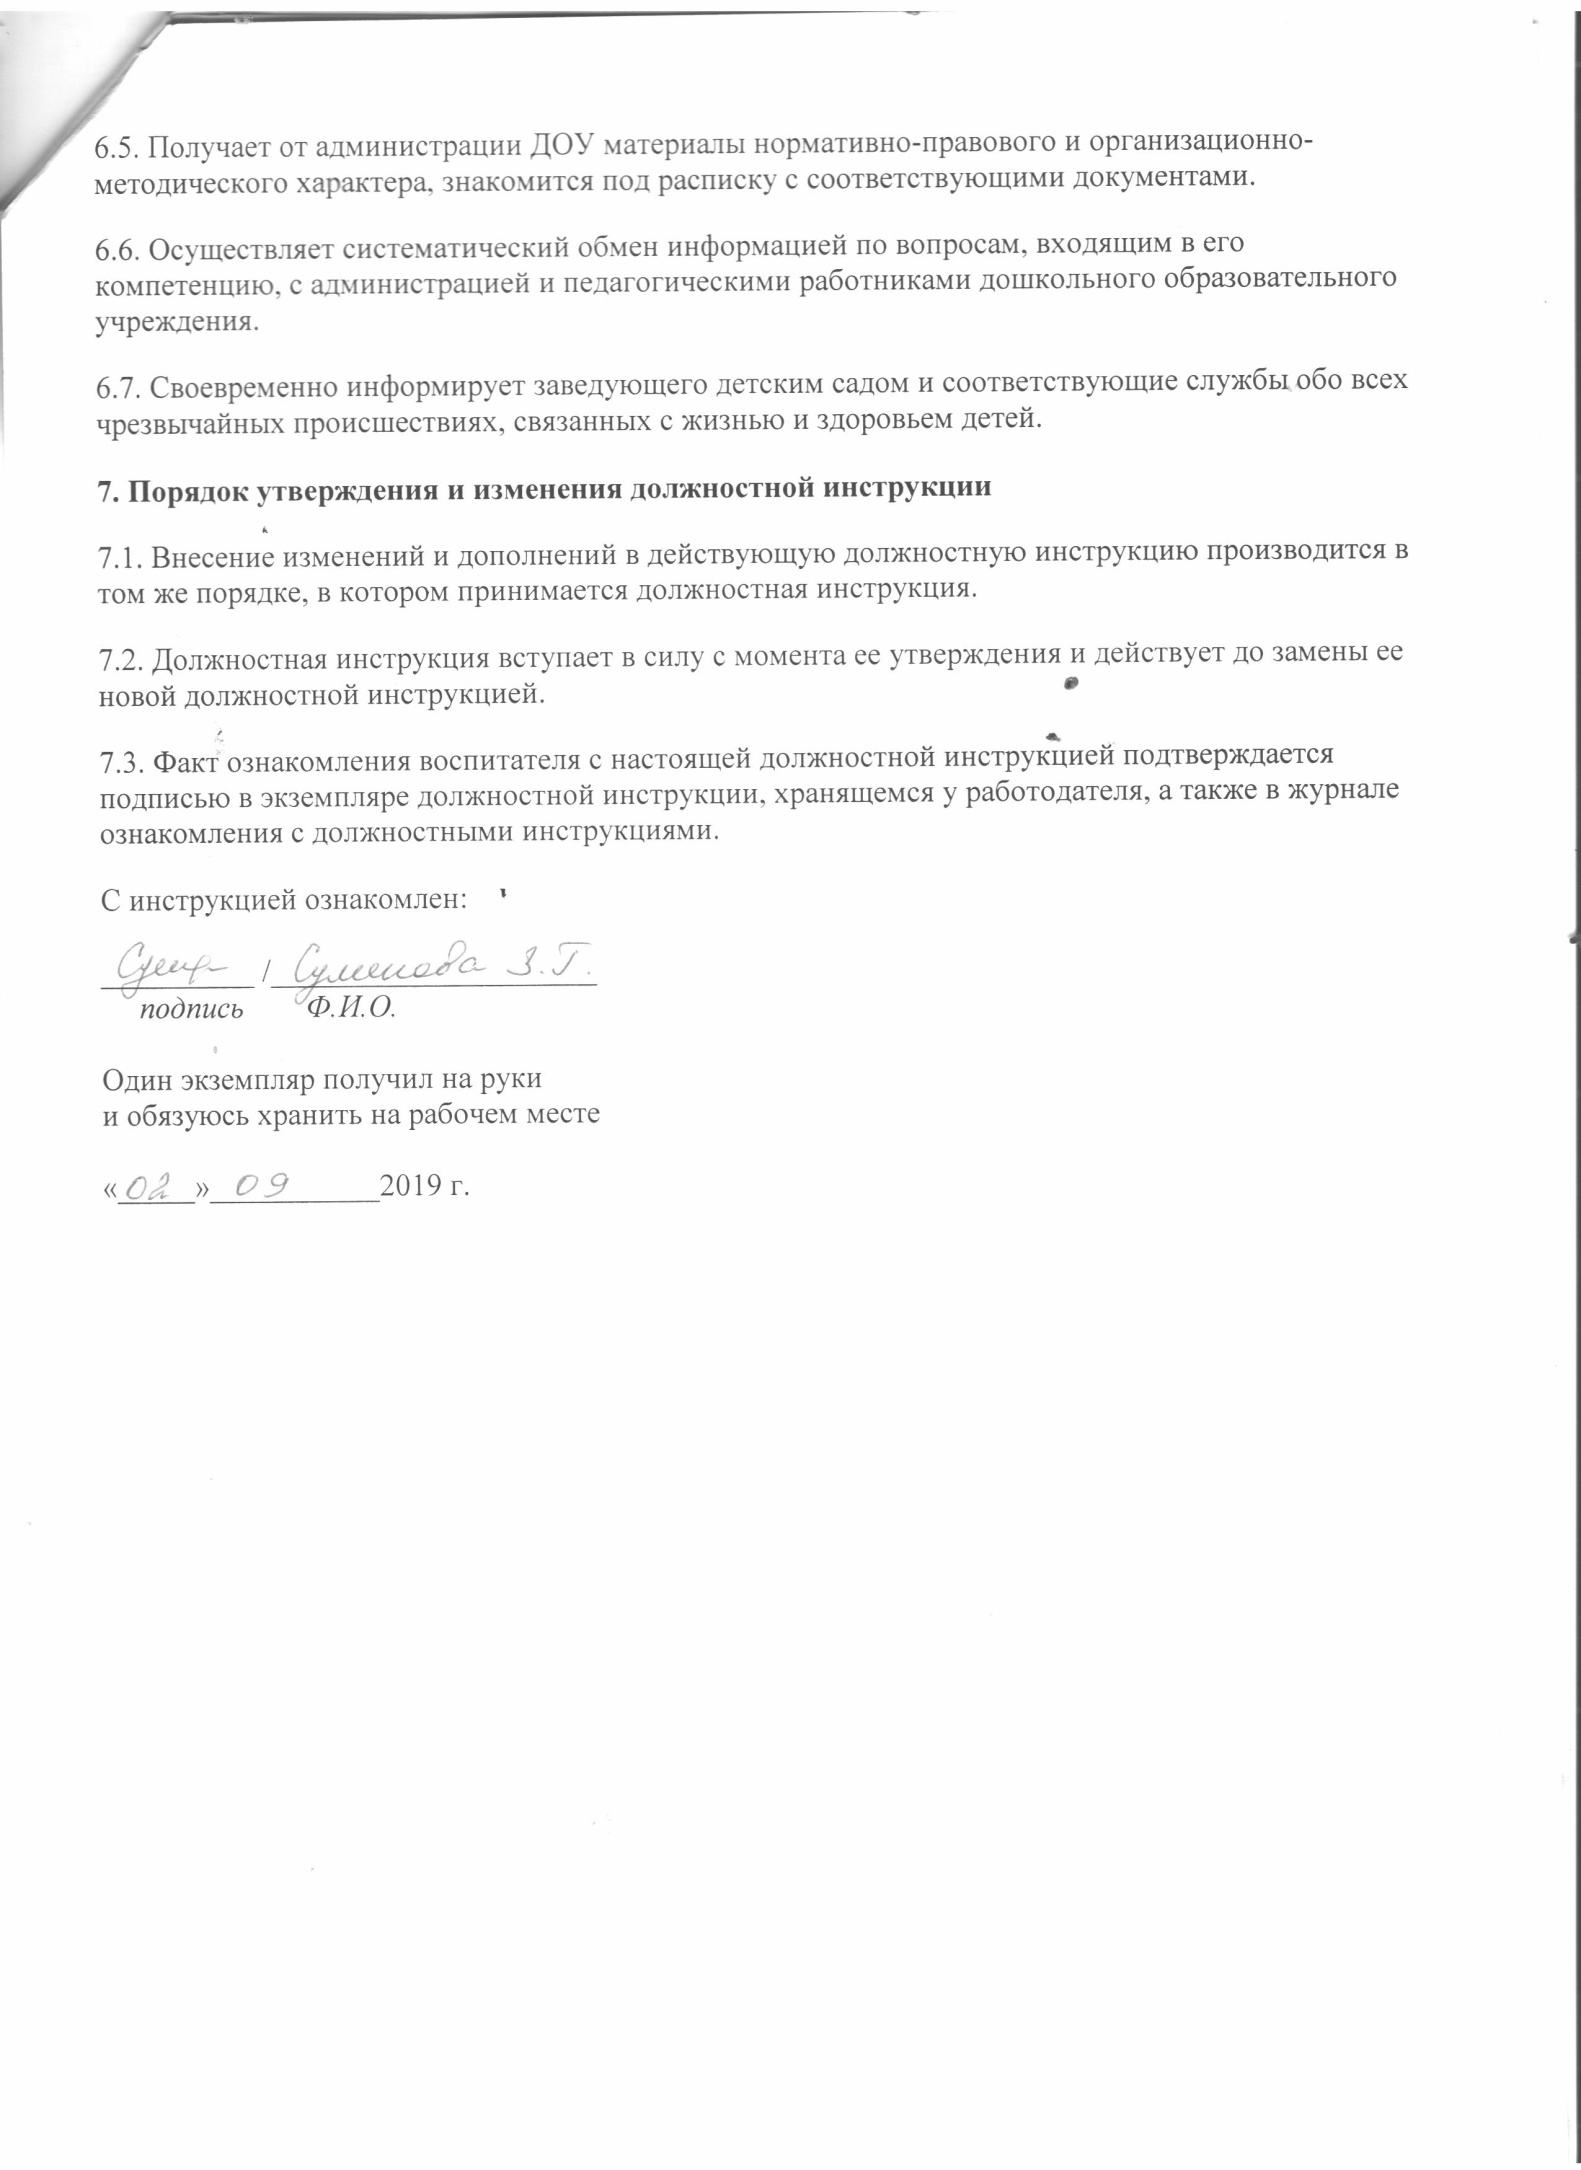 6.5. Получает от администрации ДОУ материалы нормативно-правового и организационно-
методического характера, знакомится под расписку с соответствующими документами.
6.6. Осуществляет систематический обмен информацией по вопросам, входящим в его
компетенцию, с администрацией и педагогическими работниками дошкольного образовательного
учреждения.
6.7. Своевременно информирует заведующего детским садом и соответствующие службы обо всех
чрезвычайных происшествиях, связанных с жизнью и здоровьем детей.
7. Порядок утверждения и изменения должностной инструкции
7.1. Внесение изменений и дополнений в действующую должностную инструкцию производится в
том же порядке, в котором принимается должностная инструкция.
7.2. Должностная инструкция вступает в силу с момента ее утверждения и действует до замены ее
новой должностной инструкцией.
7.3. Факт ознакомления воспитателя с настоящей должностной инструкцией подтверждается
подписью в экземпляре должностной инструкции, хранящемся у работодателя, а также в журнале
ознакомления с должностными инструкциями.
С инструкцией ознакомлен:
/ Суменова З.Г.
подпись Ф.И.О.
Один экземпляр получил на руки
и обязуюсь хранить на рабочем месте
«02» 09 2019 г.